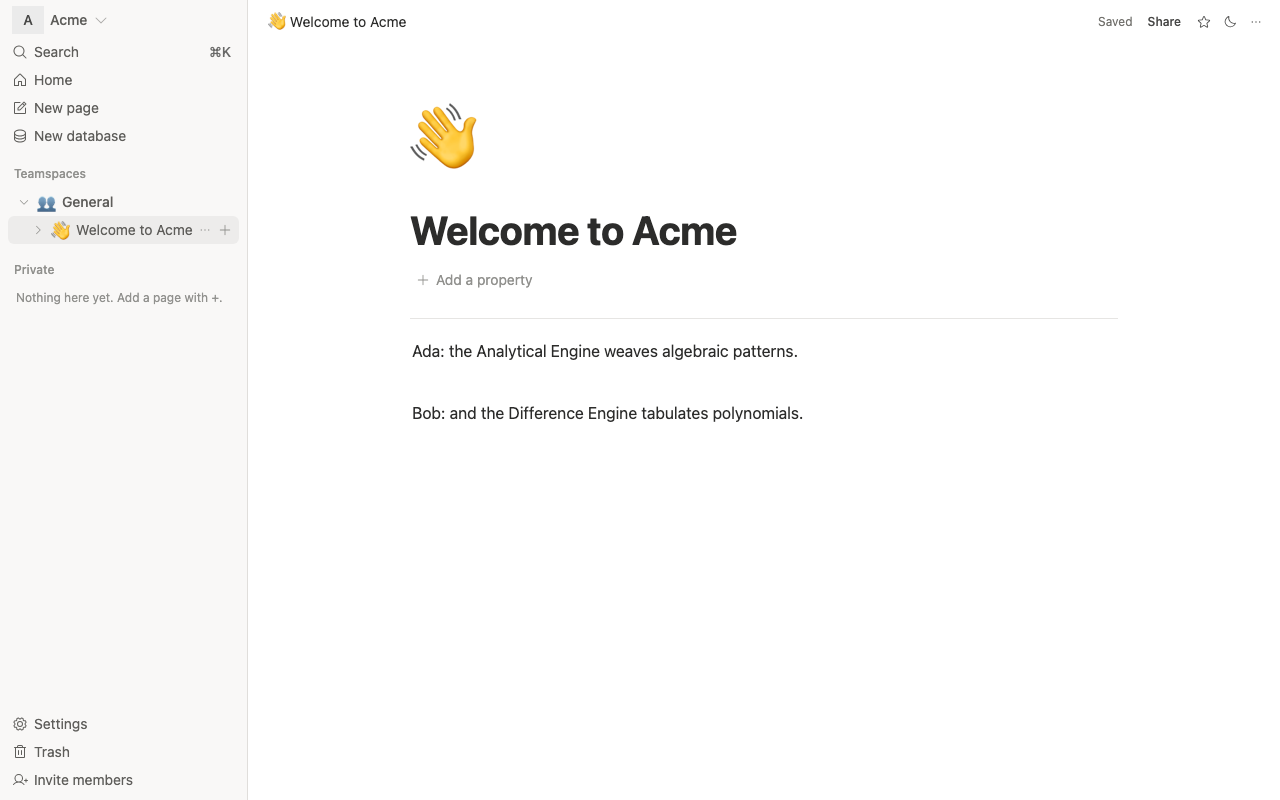 A Acme
Search ⌘K
Home
New page
New database
Teamspaces
General
Welcome to Acme
Private
Nothing here yet. Add a page with +.
Settings
Trash
Invite members
Welcome to Acme
Saved Share
Welcome to Acme
Add a property
Ada: the Analytical Engine weaves algebraic patterns.
Bob: and the Difference Engine tabulates polynomials.